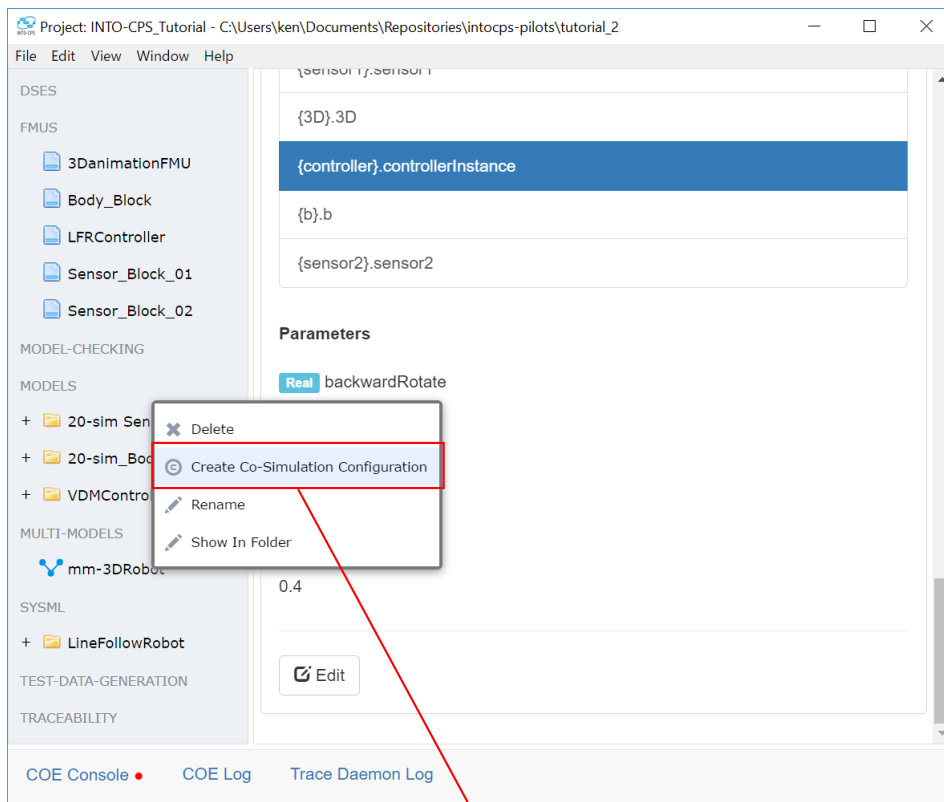 Project: INTO-CPS_Tutorial - C:\Users\ken\Documents\Repositories\intocps-pilots\tutorial_2
File Edit View Window Help
DSES
FMUS
3DanimationFMU
Body_Block
LFRController
Sensor_Block_01
Sensor_Block_02
MODEL-CHECKING
MODELS
+ 20-sim Sen
+ 20-sim_Bod
+ VDMContro
MULTI-MODELS
mm-3DRobot
SYSML
+ LineFollowRobot
TEST-DATA-GENERATION
TRACEABILITY
{sensor1}.sensor1
{3D}.3D
{controller}.controllerInstance
{b}.b
{sensor2}.sensor2
Parameters
Real backwardRotate
Delete
Create Co-Simulation Configuration
Rename
Show In Folder
0.4
Edit
COE Console COE Log Trace Daemon Log